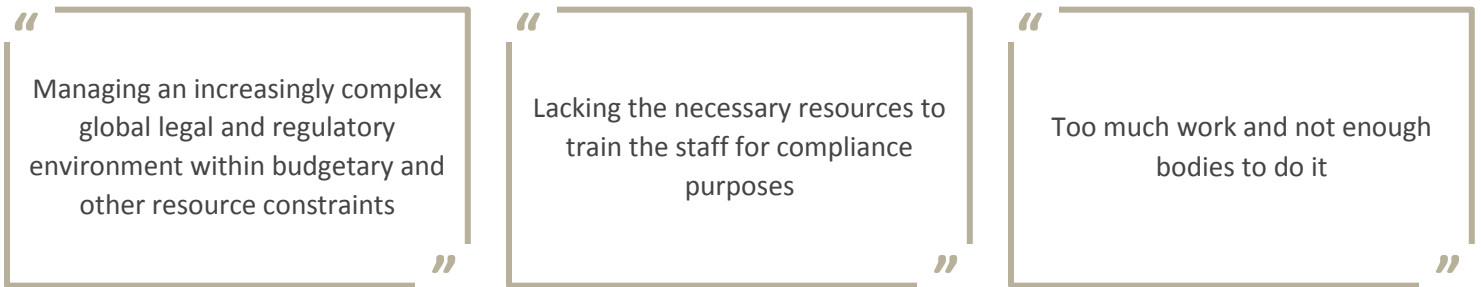 “
Managing an increasingly complex
global legal and regulatory
environment within budgetary and
other resource constraints
”
“
Lacking the necessary resources to
train the staff for compliance
purposes
”
“
Too much work and not enough
bodies to do it
”